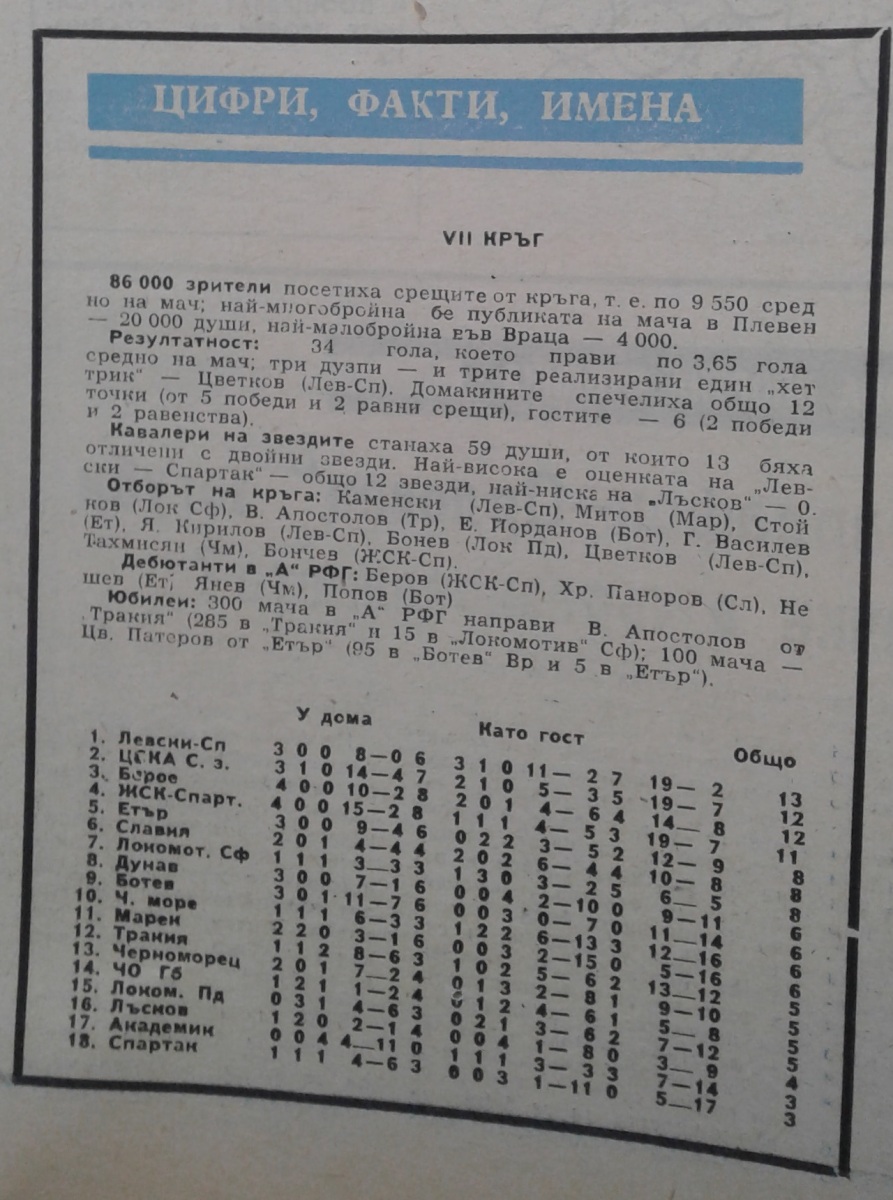 ЦИФРИ, ФАКТИ, ИМЕНА
VII КРЪГ
86 000 зрители посетиха срещите от кръга, т. е. по 9 550 сред
но на мач; най-многобройна бе публиката на мача в Плевен
— 20 000 души, най-малобройна във Враца — 4 000.
Резултатност: 34 гола, което прави по 3,65 гола
средно на мач; три дузпи — и трите реализирани един „хет
трик" — Цветков (Лев-Сп). Домакините спечелиха общо 12
точки (от 5 победи и 2 равни срещи), гостите — 6 (2 победи
и 2 равенства).
Кавалери на звездите станаха 59 души, от които 13 бяха
отличени с двойни звезди. Най-висока е оценката на „Лев-
ски — Спартак" — общо 12 звезди, най-ниска на „Лъсков" — 0.
Отборът на кръга: Каменски (Лев-Сп), Митов (Мар), Стой
ков (Лок Сф), В. Апостолов (Тр), Е. Йорданов (Бот), Г. Василев
(Ет), Я. Кирилов (Лев-Сп), Бонев (Лок Пд), Цветков (Лев-Сп),
Тахмисян (Чм), Бончев (ЖСК-Сп).
Дебютанти в „А" РФГ: Беров (ЖСК-Сп), Хр. Паноров (Сл), Не
шев (Ет) Янев (Чм), Попов (Бот)
Юбилеи: 300 мача в „А" РФГ направи В. Апостолов от
„Тракия" (285 в „Тракия" и 15 в „Локомотив" Сф); 100 мача —
Цв. Патеров от „Етър" (95 в „Ботев" Вр и 5 в „Етър").
У дома Като гост Общо
1. Левски-Сп 3 0 0 8—0 6 3 1 0 11— 2 7 19— 2 13
2. ЦСКА С. з. 3 1 0 14—4 7 2 1 0 5— 3 5 19— 7 12
3. Берое 4 0 0 10—2 8 2 0 1 4— 6 4 14— 8 12
4. ЖСК-Спарт. 4 0 0 15—2 8 1 1 1 4— 5 3 19— 7 11
5. Етър 3 0 0 9—4 6 0 2 2 3— 5 2 12— 9 8
6. Славия 2 0 1 4—4 4 2 0 2 6— 4 4 10— 8 8
7. Локомот. Сф 1 1 1 3—3 3 1 3 0 3— 2 5 6— 5 8
8. Дунав 3 0 0 7—1 6 0 0 4 2—10 0 9—11 6
9. Ботев 3 0 1 11—7 6 0 0 3 0— 7 0 11—14 6
10. Ч. море 1 1 1 6—3 3 1 2 2 6—13 3 12—16 6
11. Марек 2 2 0 3—1 6 0 0 3 2—15 0 5—16 6
12. Тракия 1 1 2 8—6 3 1 0 2 5— 6 2 13—12 5
13. Черноморец 2 0 1 7—2 4 0 1 3 2— 8 1 9—10 5
14. ЧО Гб 1 2 1 1—2 4 0 1 2 4— 6 1 5— 8 5
15. Локом. Пд 0 3 1 4—6 3 0 2 1 3— 6 2 7—12 5
16. Лъсков 1 2 0 2—1 4 0 0 4 1— 8 0 3— 9 4
17. Академик 0 0 4 4—11 0 1 1 1 3— 3 3 7—14 3
18. Спартак 1 1 1 4—6 3 0 0 3 1—11 0 5—17 3